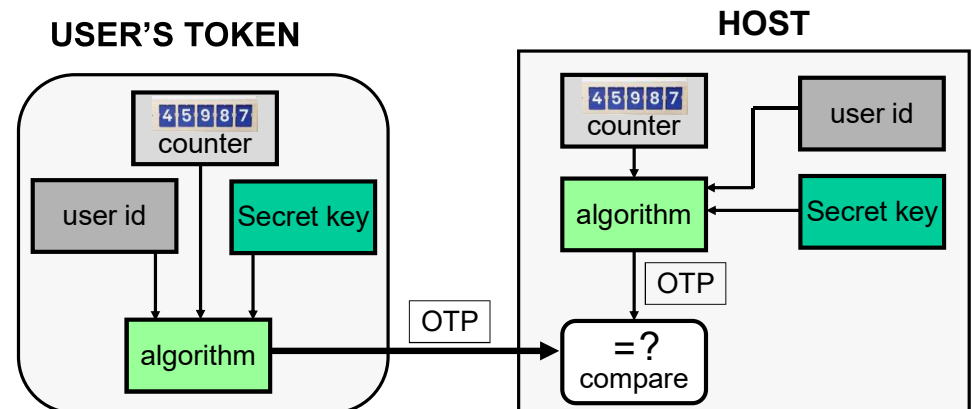 USER'S TOKEN
45987
counter
user id
Secret key
algorithm
OTP
HOST
45987
counter
user id
algorithm
Secret key
OTP
=?
compare